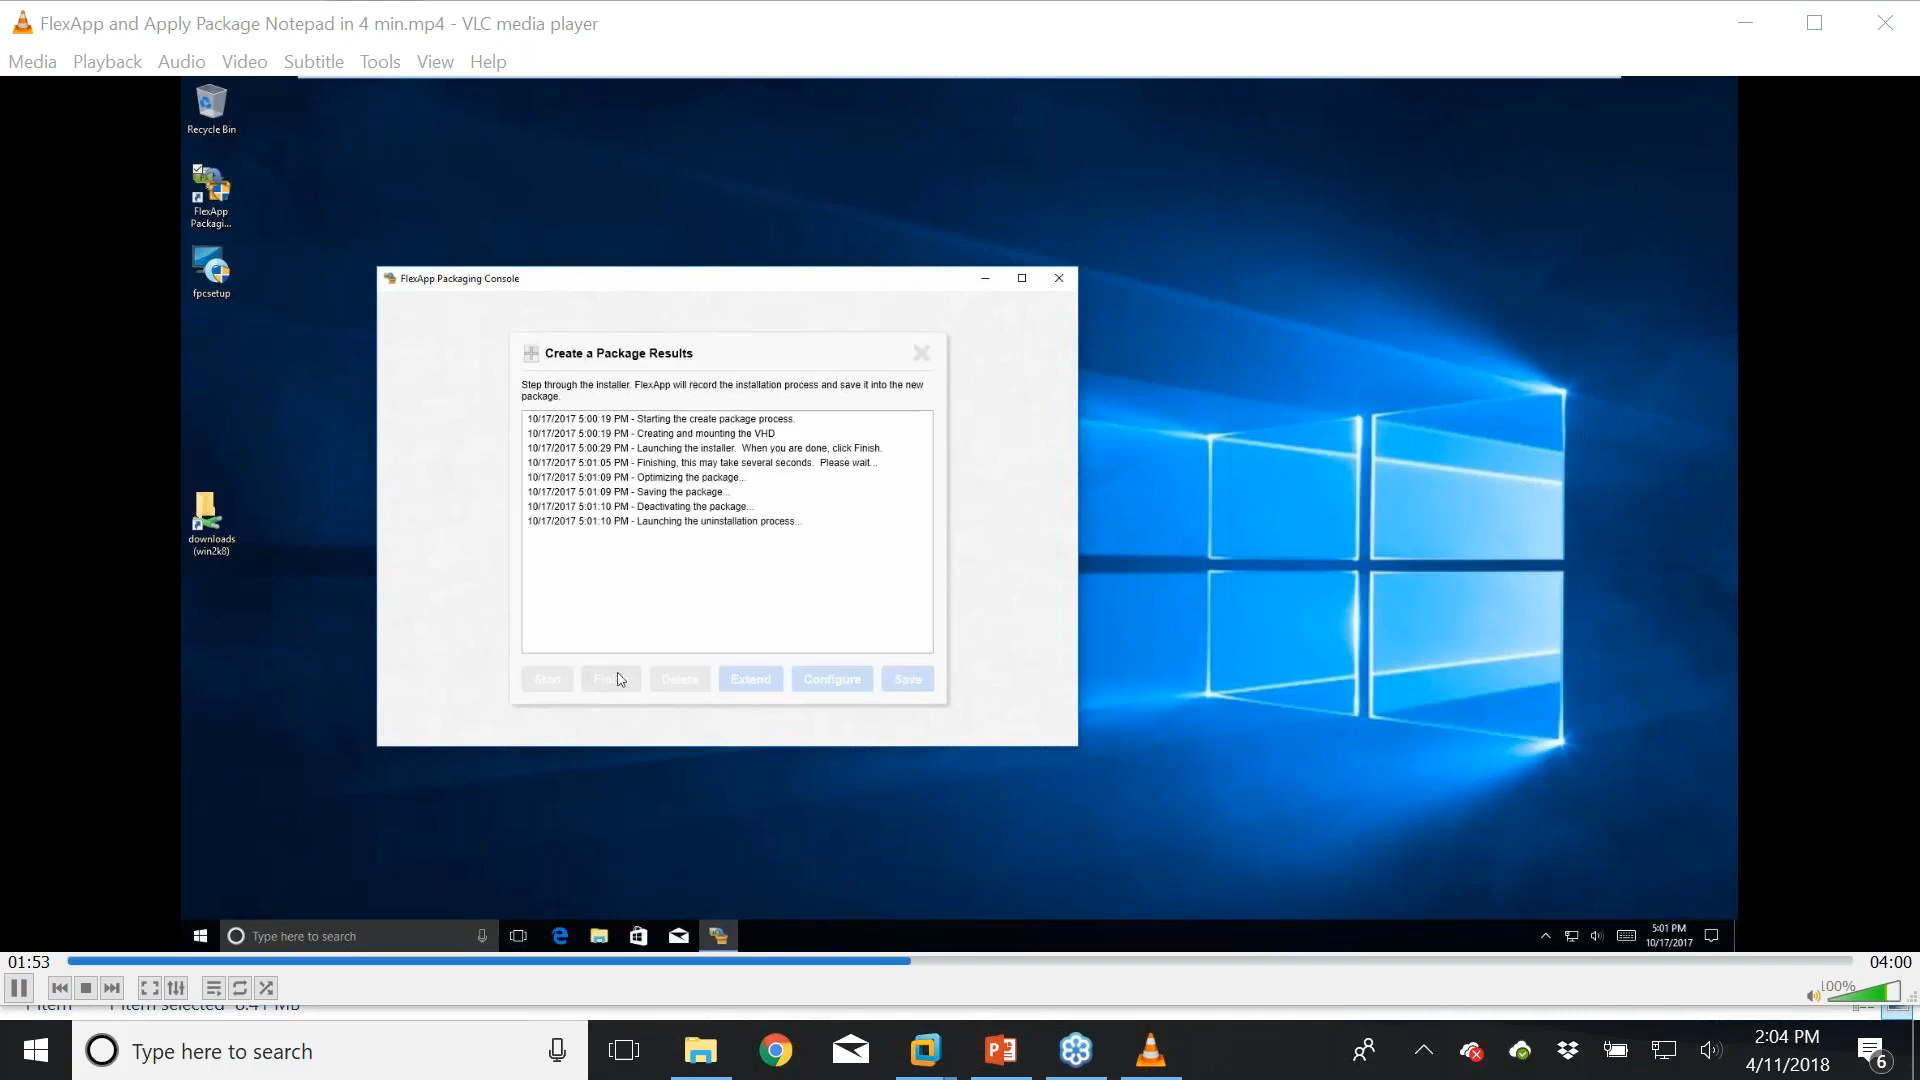 FlexApp and Apply Package Notepad in 4 min.mp4 - VLC media player
Media Playback Audio Video Subtitle Tools View Help
Recycle Bin
FlexApp
Packagi...
fpcsetup
downloads
(win2k8)
FlexApp Packaging Console
Create a Package Results
Step through the installer. FlexApp will record the installation process and save it into the new
package.
10/17/2017 5:00:19 PM - Starting the create package process.
10/17/2017 5:00:19 PM - Creating and mounting the VHD
10/17/2017 5:00:29 PM - Launching the installer. When you are done, click Finish.
10/17/2017 5:01:05 PM - Finishing, this may take several seconds. Please wait...
10/17/2017 5:01:09 PM - Optimizing the package...
10/17/2017 5:01:09 PM - Saving the package...
10/17/2017 5:01:10 PM - Deactivating the package...
10/17/2017 5:01:10 PM - Launching the uninstallation process...
Start Delete Extend Configure Save
Type here to search
5:01 PM
10/17/2017
01:53 04:00
100%
Type here to search
2:04 PM
4/11/2018
6